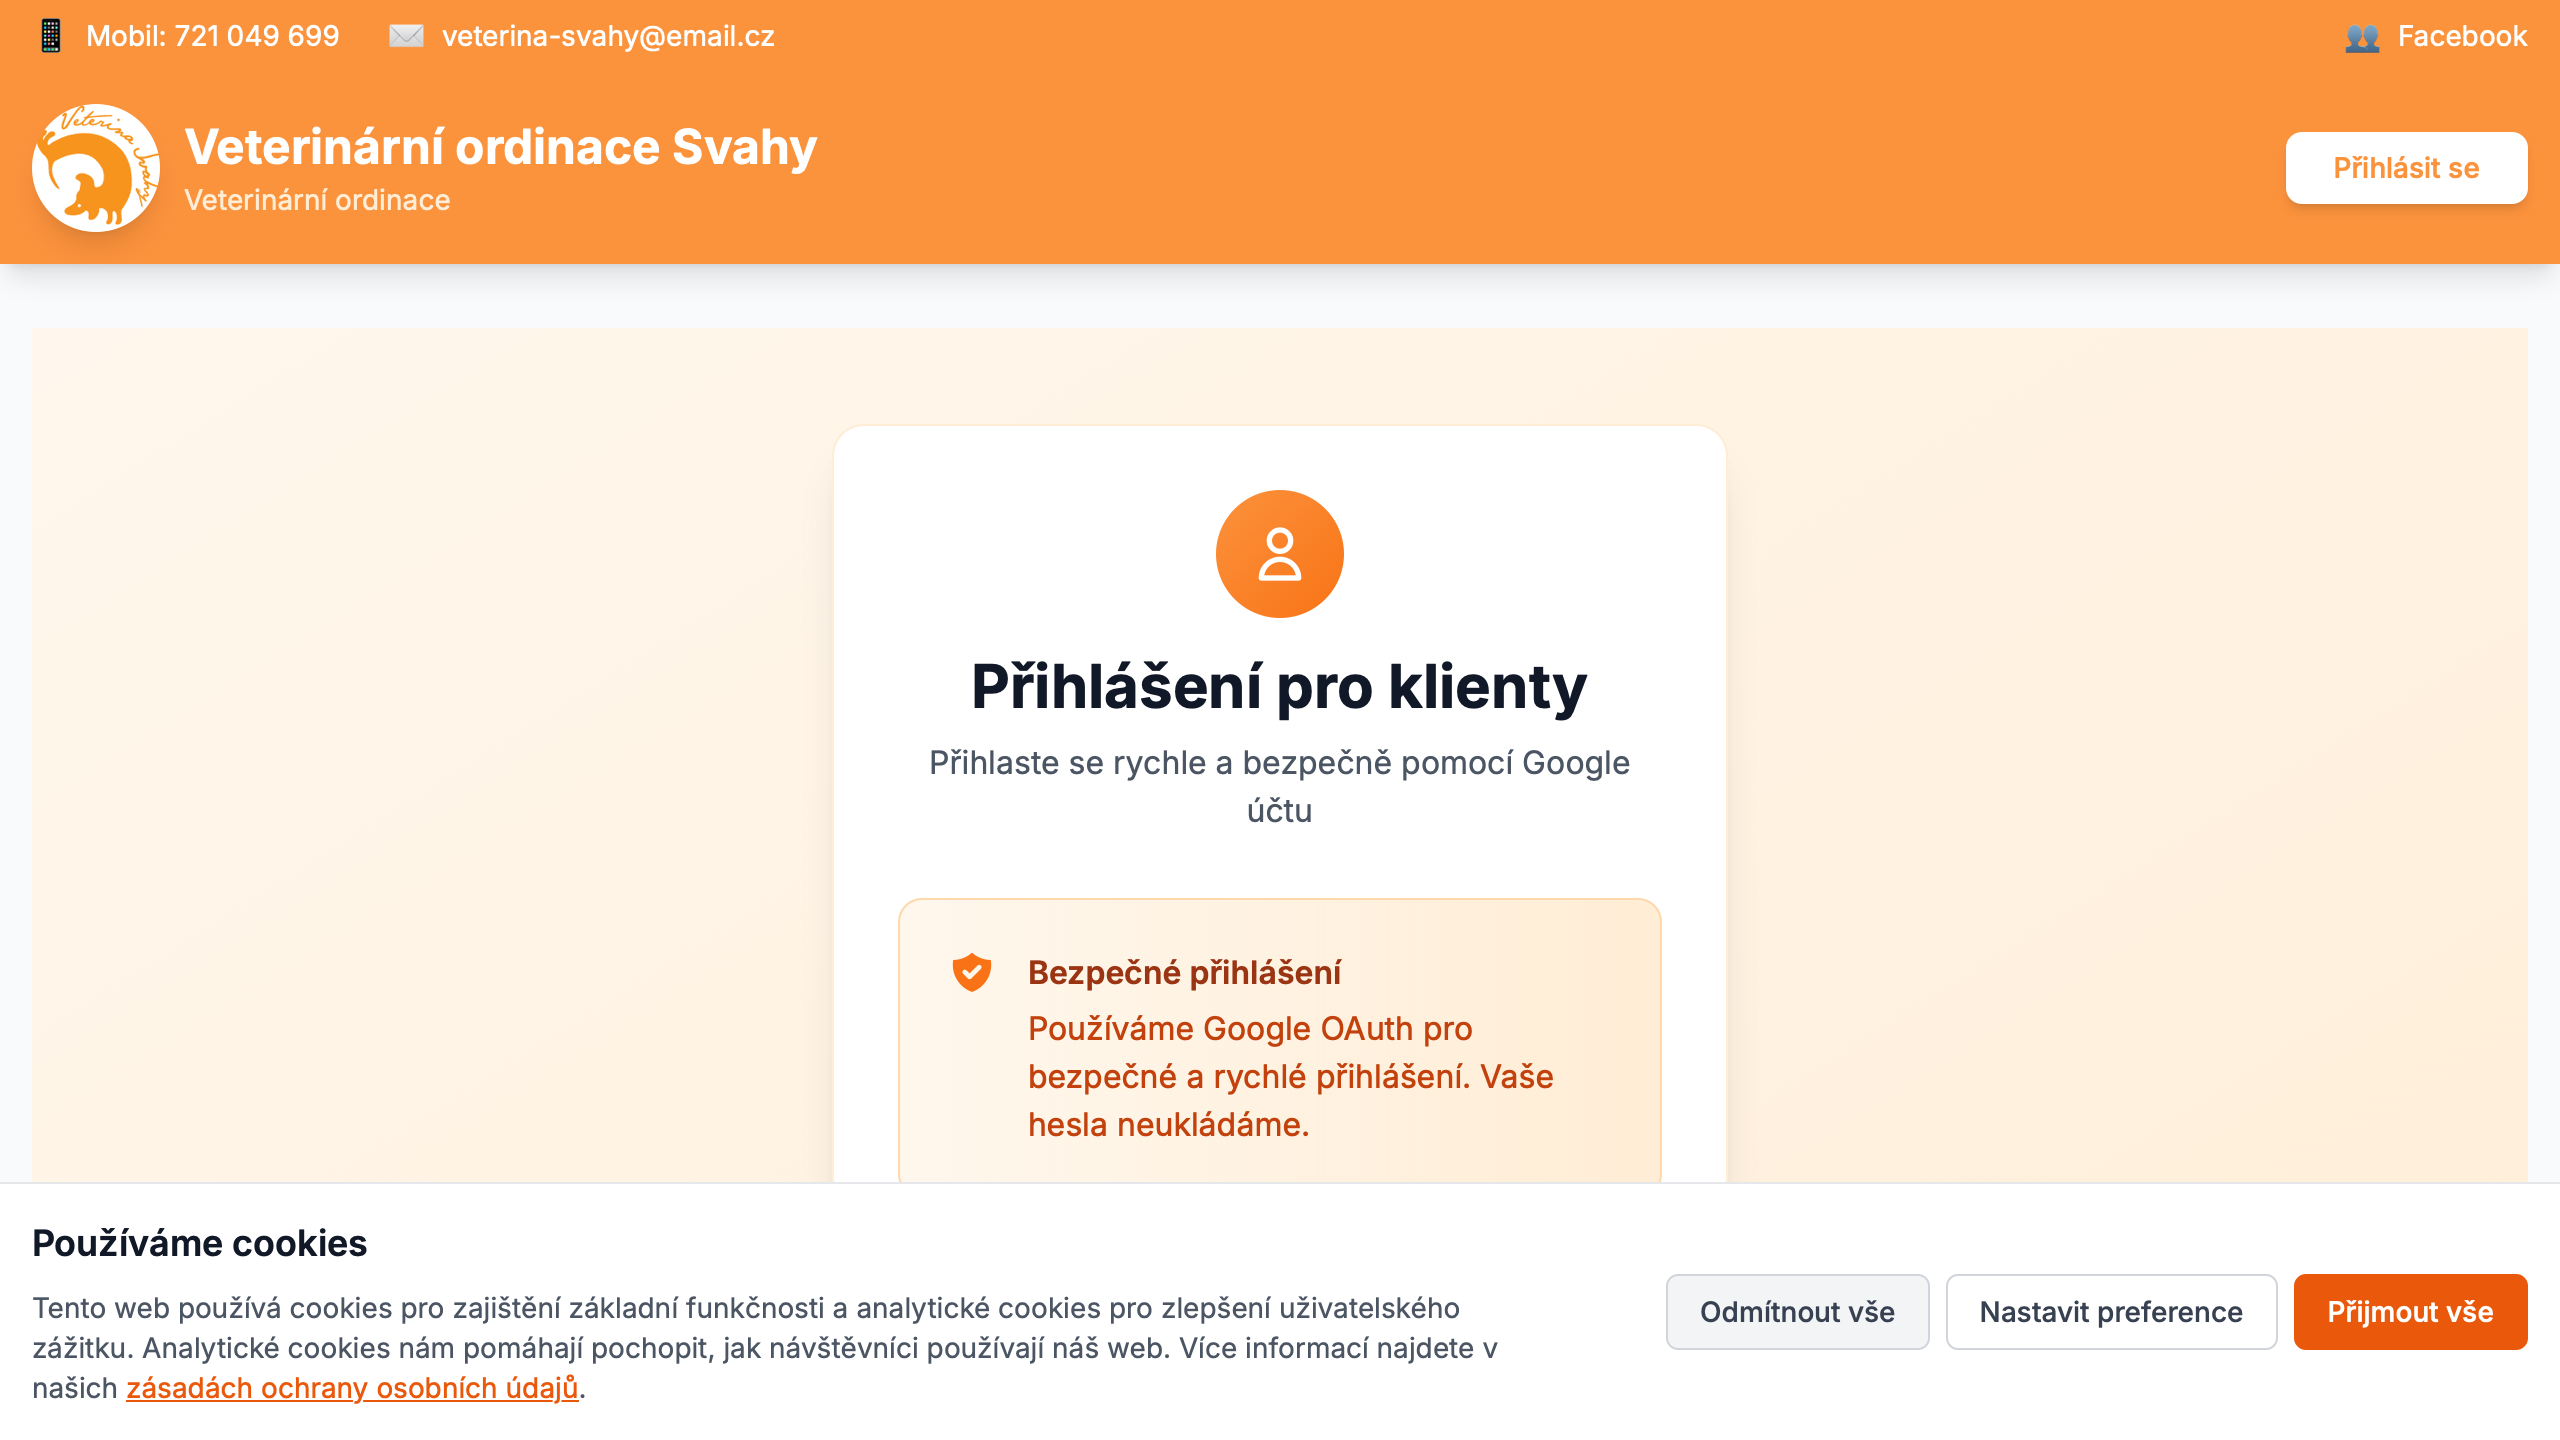 Mobil: 721 049 699
veterina-svahy@email.cz
Facebook
Veterina Svahy
Veterinární ordinace Svahy
Veterinární ordinace
Přihlásit se
Přihlášení pro klienty
Přihlaste se rychle a bezpečně pomocí Google
účtu
Bezpečné přihlášení
Používáme Google OAuth pro
bezpečné a rychlé přihlášení. Vaše
hesla neukládáme.
Používáme cookies
Tento web používá cookies pro zajištění základní funkčnosti a analytické cookies pro zlepšení uživatelského
zážitku. Analytické cookies nám pomáhají pochopit, jak návštěvníci používají náš web. Více informací najdete v
našich zásadách ochrany osobních údajů.
Odmítnout vše
Nastavit preference
Přijmout vše